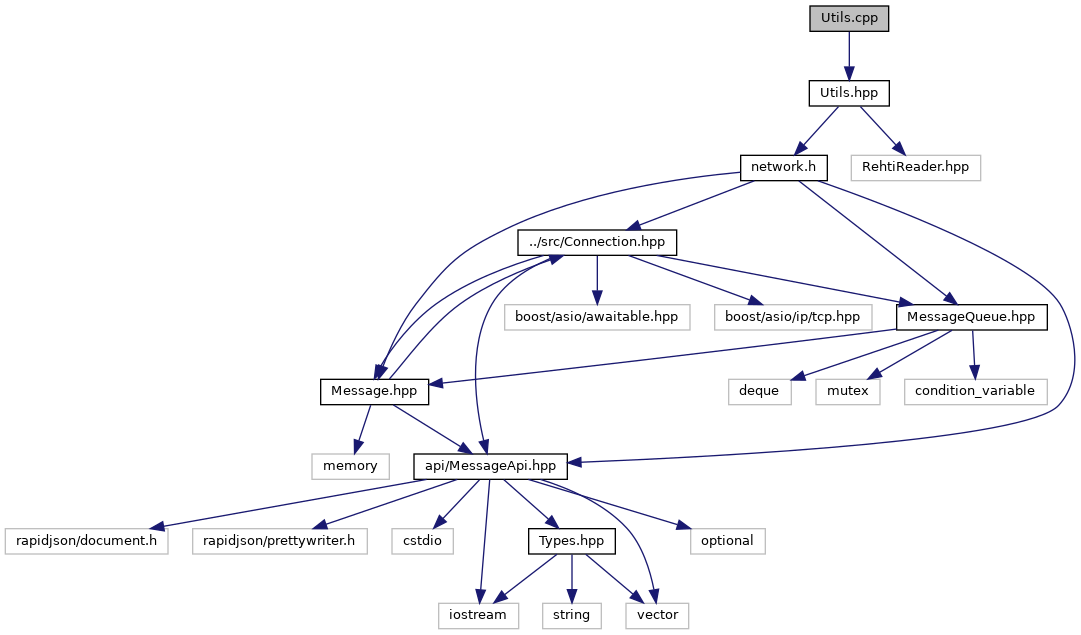 Utils.cpp
Utils.hpp
network.h
RehtiReader.hpp
../src/Connection.hpp
boost/asio/awaitable.hpp
boost/asio/ip/tcp.hpp
MessageQueue.hpp
Message.hpp
deque
mutex
condition_variable
memory
api/MessageApi.hpp
rapidjson/document.h
rapidjson/prettywriter.h
cstdio
Types.hpp
optional
iostream
string
vector